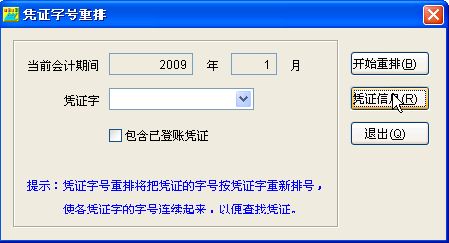 凭证字号重排
当前会计期间 2009 年 1 月
开始重排(B)
凭证字
凭证信息(R)
包含已登账凭证
退出(Q)
提示：凭证字号重排将把凭证的字号按凭证字重新排号，
使各凭证字的字号连续起来，以便查找凭证。